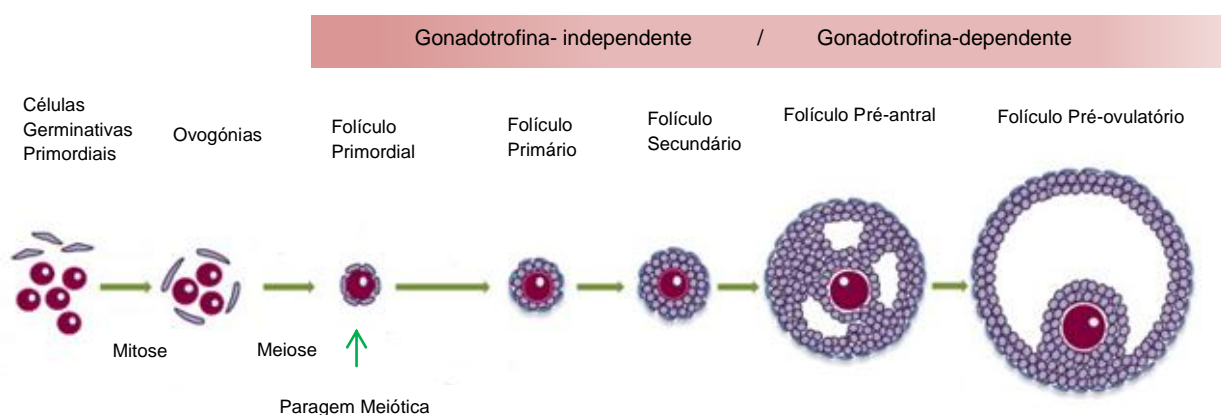 Gonadotrofina- independente / Gonadotrofina-dependente
Células
Germinativas
Primordiais
Ovogónias
Folículo
Primordial
Folículo
Primário
Folículo
Secundário
Folículo Pré-antral
Folículo Pré-ovulatório
Mitose
Meiose
Paragem Meiótica